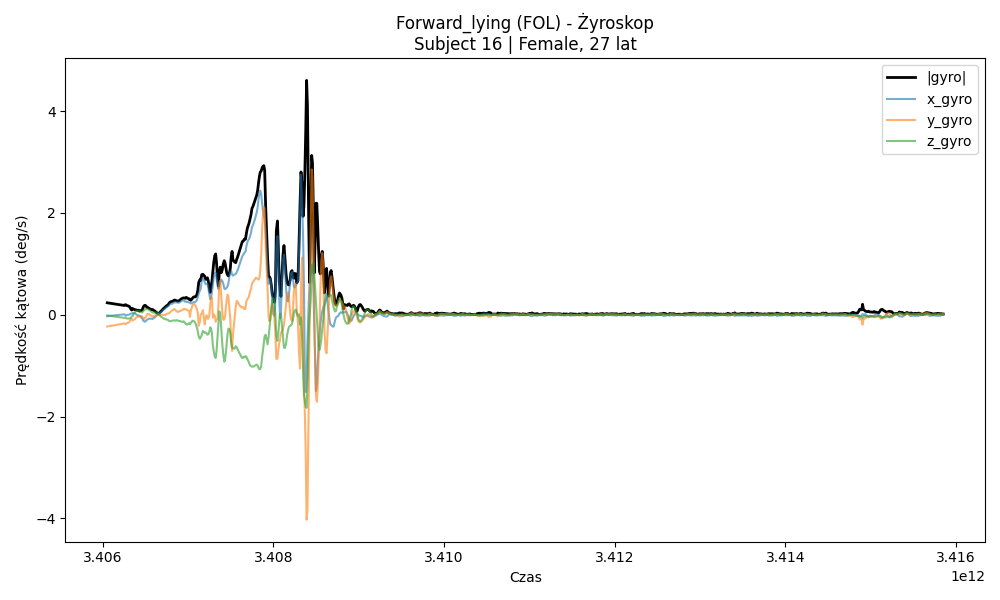 Forward_lying (FOL) - Żyroskop
Subject 16 | Female, 27 lat
Prędkość kątowa (deg/s)
4
2
0
−2
−4
|gyro|
x_gyro
y_gyro
z_gyro
3.406 3.408 3.410 3.412 3.414 3.416
1e12
Czas